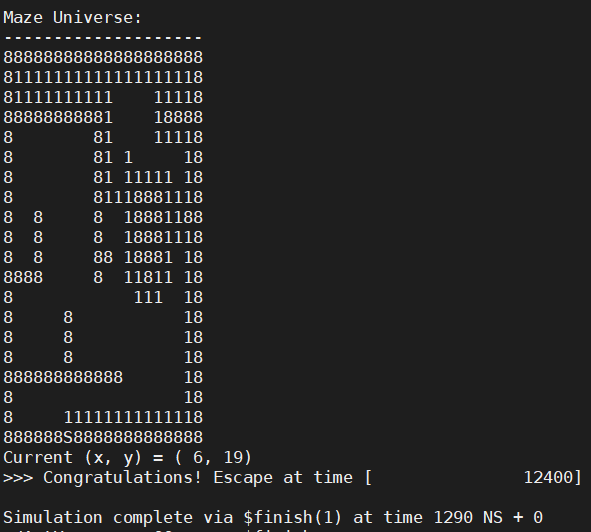 Maze Universe:
--------------------
88888888888888888888
81111111111111111118
81111111111    11118
88888888881    18888
8        81    11118
8        81 1     18
8        81 11111 18
8        81118881118
8  8     8  18881188
8  8     8  18881118
8  8     88 18881 18
8888     8  11811 18
8            111  18
8     8           18
8     8           18
8     8           18
888888888888      18
8                 18
8     11111111111118
888888S8888888888888
Current (x, y) = ( 6, 19)
>>> Congratulations! Escape at time [               12400]
Simulation complete via $finish(1) at time 1290 NS + 0